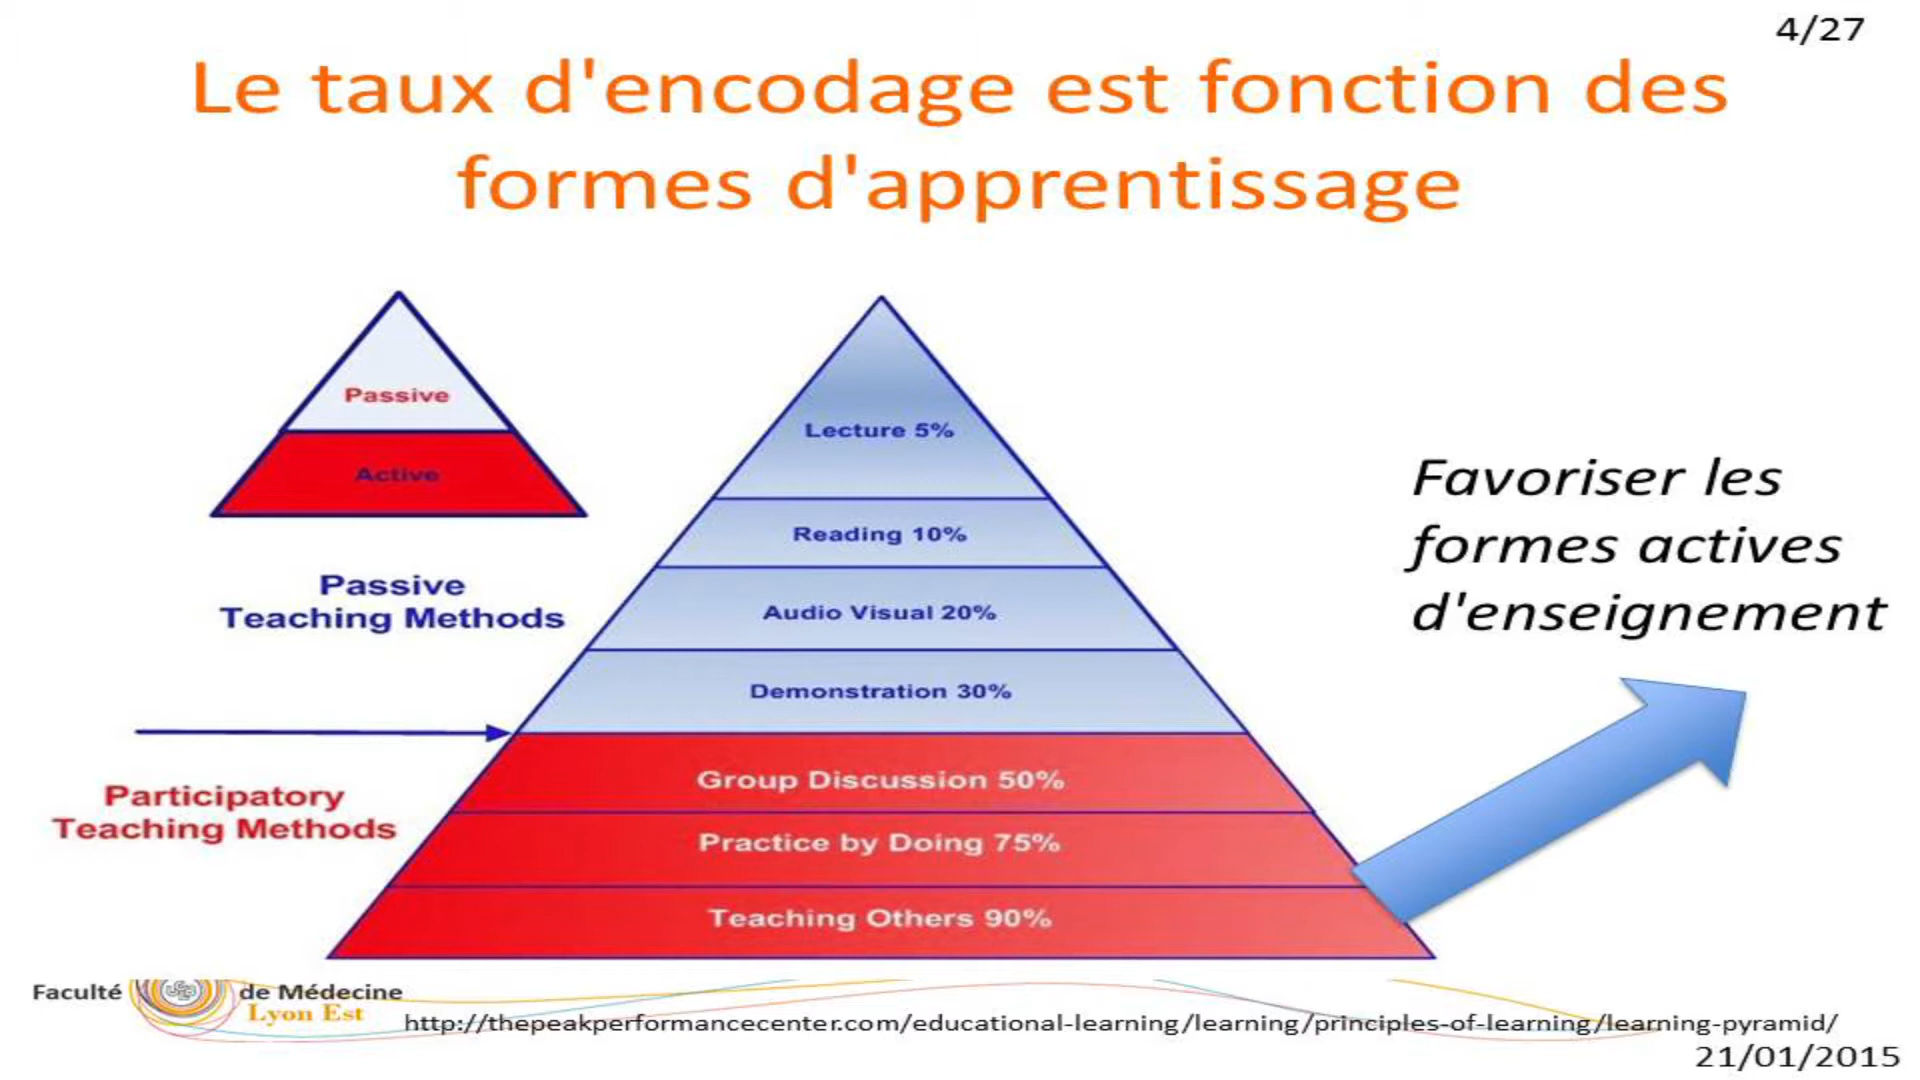 4/27
Le taux d'encodage est fonction des
formes d'apprentissage
Passive
Active
Passive
Teaching Methods
Participatory
Teaching Methods
Lecture 5%
Reading 10%
Audio Visual 20%
Demonstration 30%
Group Discussion 50%
Practice by Doing 75%
Teaching Others 90%
Favoriser les
formes actives
d'enseignement
Faculté de Médecine
Lyon Est
http://thepeakperformancecenter.com/educational-learning/learning/principles-of-learning/learning-pyramid/
21/01/2015